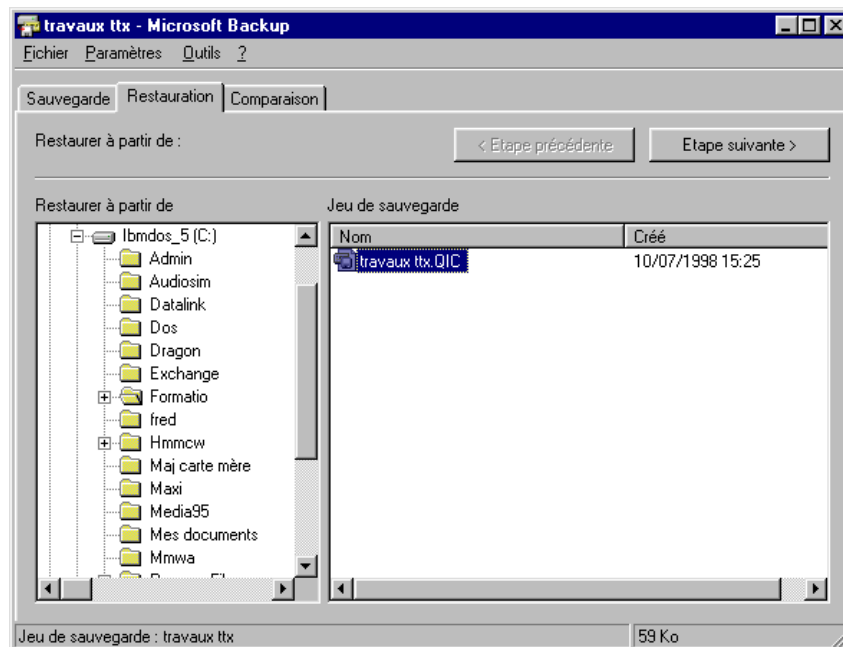 travaux ttx - Microsoft Backup
Fichier Paramètres Outils ?
Sauvegarde Restauration Comparaison
Restaurer à partir de :
< Etape précédente
Etape suivante >
Restaurer à partir de
Jeu de sauvegarde
Ibmdos_5 (C:)
Admin
Audiosim
Datalink
Dos
Dragon
Exchange
Formatio
fred
Hmmcw
Maj carte mère
Maxi
Media95
Mes documents
Mmwa
Nom Créé
travaux ttx.QIC 10/07/1998 15:25
Jeu de sauvegarde : travaux ttx 59 Ko